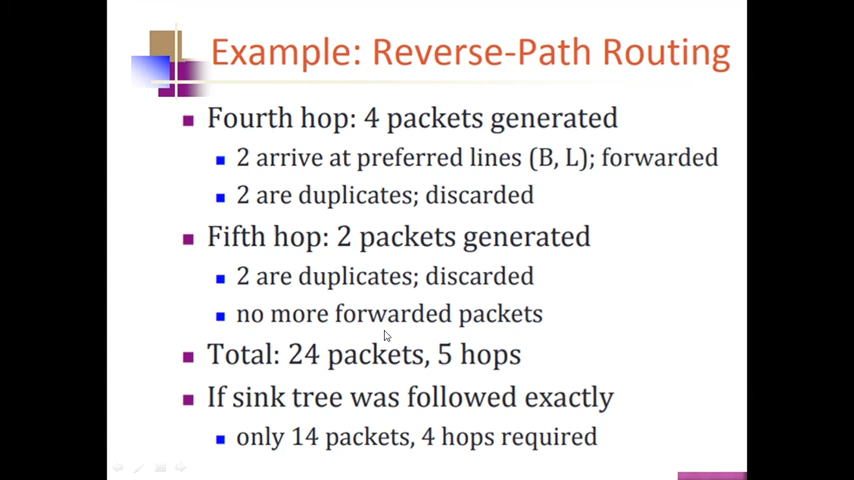 Example: Reverse-Path Routing
Fourth hop: 4 packets generated
2 arrive at preferred lines (B, L); forwarded
2 are duplicates; discarded
Fifth hop: 2 packets generated
2 are duplicates; discarded
no more forwarded packets
Total: 24 packets, 5 hops
If sink tree was followed exactly
only 14 packets, 4 hops required